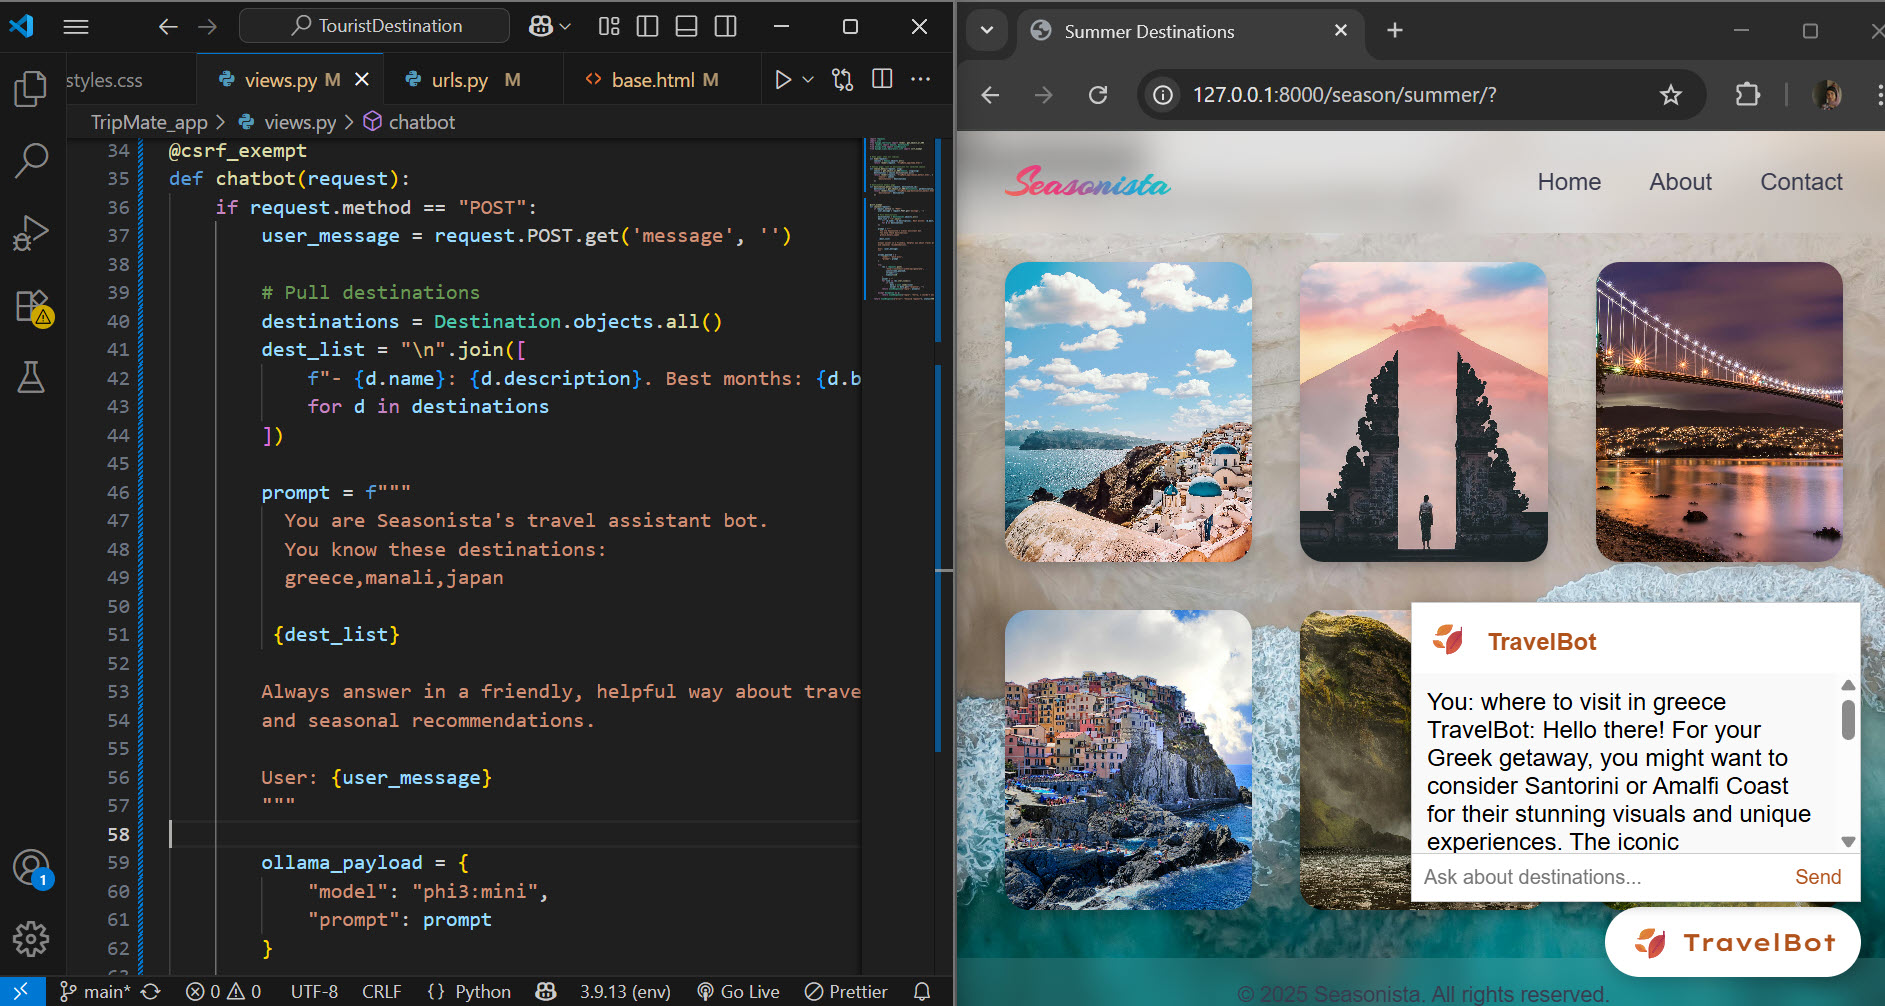 TouristDestination
styles.css
views.py M
urls.py M
base.html M
TripMate_app > views.py > chatbot
34 @csrf_exempt
35 def chatbot(request):
36 if request.method == "POST":
37 user_message = request.POST.get('message', '')
38
39 # Pull destinations
40 destinations = Destination.objects.all()
41 dest_list = "\n".join([
42 f"- {d.name}: {d.description}. Best months: {d.b
43 for d in destinations
44 ])
45
46 prompt = f"""
47 You are Seasonista's travel assistant bot.
48 You know these destinations:
49 greece,manali,japan
50
51 {dest_list}
52
53 Always answer in a friendly, helpful way about trave
54 and seasonal recommendations.
55
56 User: {user_message}
57 """
58
59 ollama_payload = {
60 "model": "phi3:mini",
61 "prompt": prompt
62 }
1
main*
0 0
UTF-8
CRLF
{} Python
3.9.13 (env)
Go Live
Prettier
Summer Destinations
127.0.0.1:8000/season/summer/?
Seasonista
Home
About
Contact
TravelBot
You: where to visit in greece
TravelBot: Hello there! For your
Greek getaway, you might want to
consider Santorini or Amalfi Coast
for their stunning visuals and unique
experiences. The iconic
Ask about destinations...
Send
TravelBot
© 2025 Seasonista. All rights reserved.